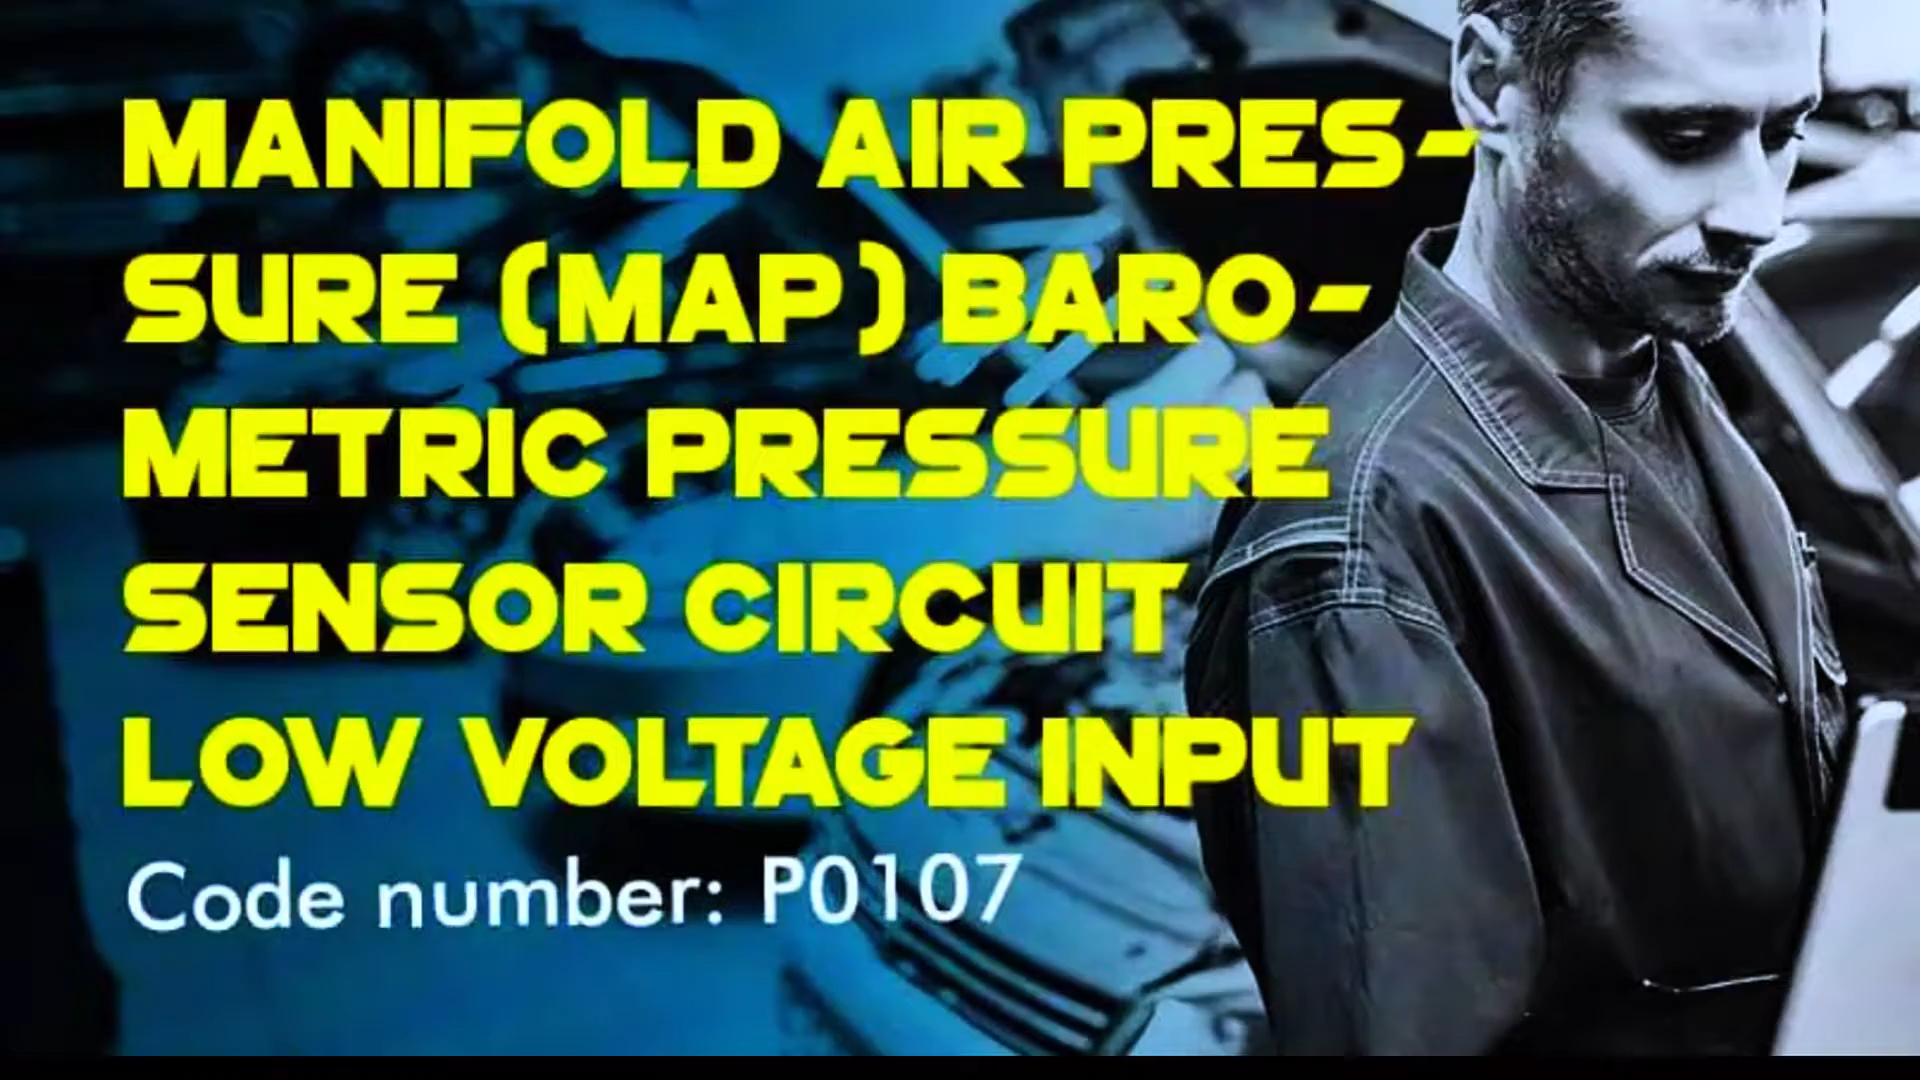 MANIFOLD AIR PRES-
SURE (MAP) BARO-
METRIC PRESSURE
SENSOR CIRCUIT
LOW VOLTAGE INPUT
Code number: P0107